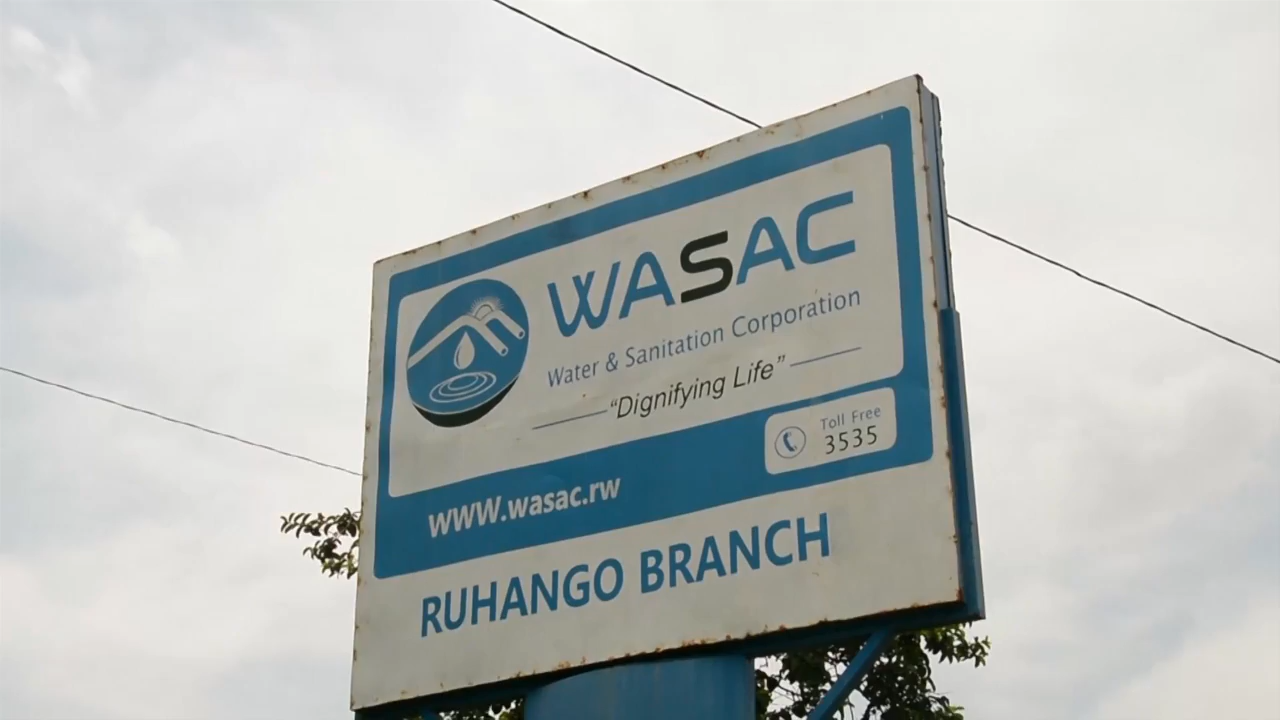 WASAC
Water & Sanitation Corporation
“Dignifying Life”
Toll Free
3535
WWW.wasac.rw
RUHANGO BRANCH